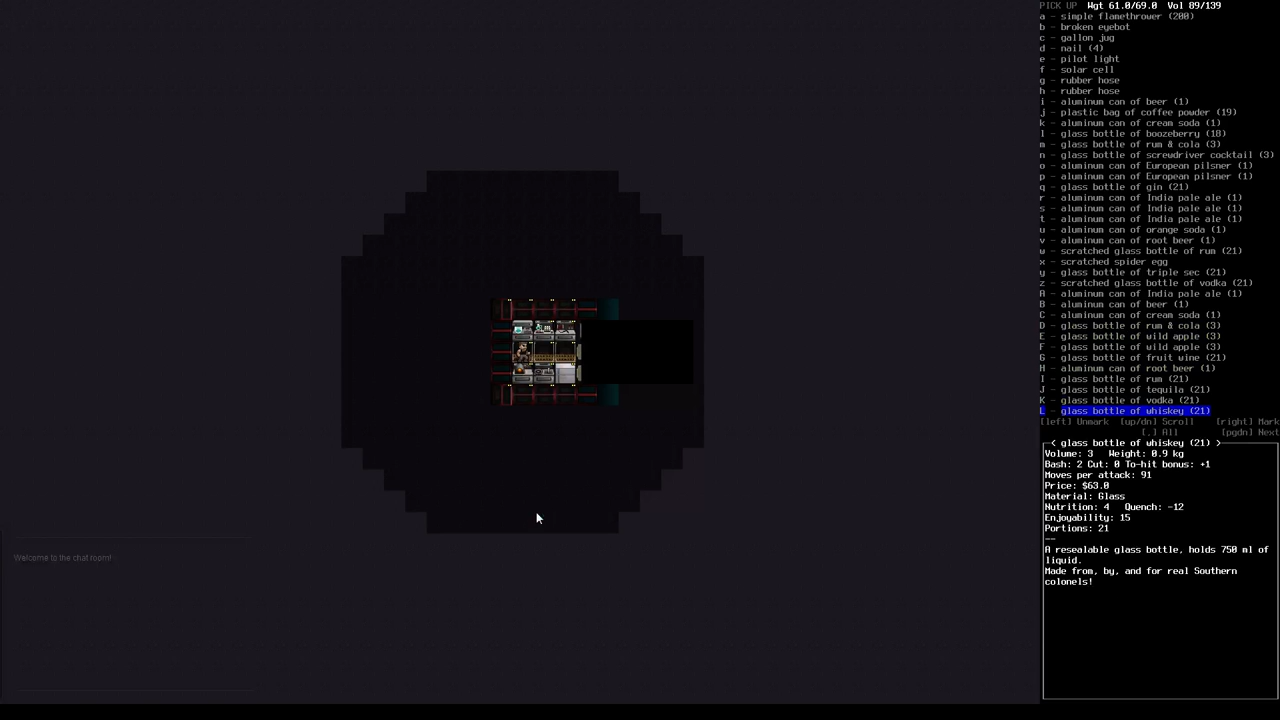 PICK UP Wgt 61.0/69.0 Vol 89/139
a - simple flamethrower (200)
b - broken eyebot
c - gallon jug
d - nail (4)
e - pilot light
f - solar cell
g - rubber hose
h - rubber hose
i - aluminum can of beer (1)
j - plastic bag of coffee powder (19)
k - aluminum can of cream soda (1)
l - glass bottle of boozeberry (18)
m - glass bottle of rum & cola (3)
n - glass bottle of screwdriver cocktail (3)
o - aluminum can of European pilsner (1)
p - aluminum can of European pilsner (1)
q - glass bottle of gin (21)
r - aluminum can of India pale ale (1)
s - aluminum can of India pale ale (1)
t - aluminum can of India pale ale (1)
u - aluminum can of orange soda (1)
v - aluminum can of root beer (1)
w - scratched glass bottle of rum (21)
x - scratched spider egg
y - glass bottle of triple sec (21)
z - scratched glass bottle of vodka (21)
A - aluminum can of India pale ale (1)
B - aluminum can of beer (1)
C - aluminum can of cream soda (1)
D - glass bottle of rum & cola (3)
E - glass bottle of wild apple (3)
F - glass bottle of wild apple (3)
G - glass bottle of fruit wine (21)
H - aluminum can of root beer (1)
I - glass bottle of rum (21)
J - glass bottle of tequila (21)
K - glass bottle of vodka (21)
L - glass bottle of whiskey (21)
[left] Unmark [up/dn] Scroll [right] Mark
[,] All [pgdn] Next
< glass bottle of whiskey (21) >
Volume: 3 Weight: 0.9 kg
Bash: 2 Cut: 0 To-hit bonus: +1
Moves per attack: 91
Price: $63.0
Material: Glass
Nutrition: 4 Quench: -12
Enjoyability: 15
Portions: 21
--
A resealable glass bottle, holds 750 ml of
liquid.
Made from, by, and for real Southern
colonels!
Welcome to the chat room!